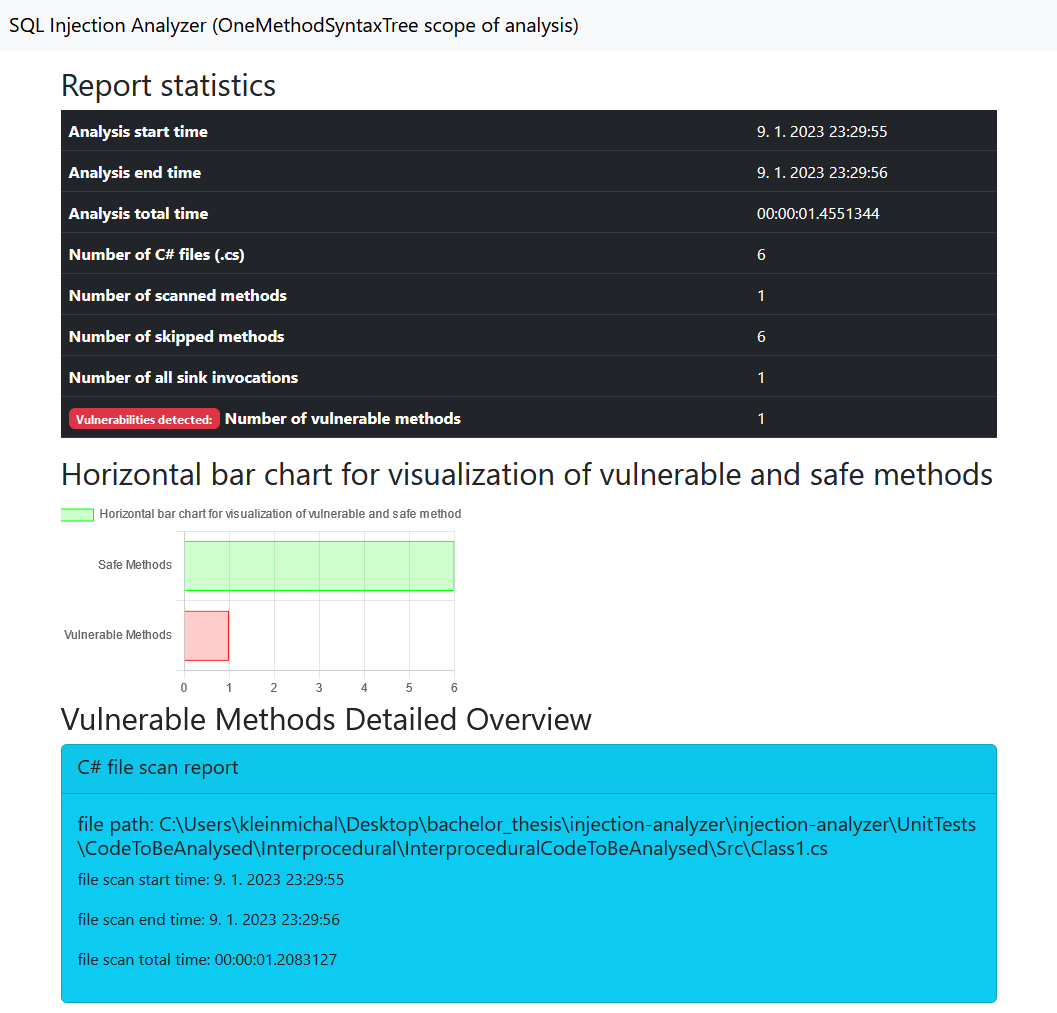 SQL Injection Analyzer (OneMethodSyntaxTree scope of analysis)
Report statistics
Analysis start time 9. 1. 2023 23:29:55
Analysis end time 9. 1. 2023 23:29:56
Analysis total time 00:00:01.4551344
Number of C# files (.cs) 6
Number of scanned methods 1
Number of skipped methods 6
Number of all sink invocations 1
Vulnerabilities detected: Number of vulnerable methods 1
Horizontal bar chart for visualization of vulnerable and safe methods
Horizontal bar chart for visualization of vulnerable and safe method
Safe Methods
Vulnerable Methods
0 1 2 3 4 5 6
Vulnerable Methods Detailed Overview
C# file scan report
file path: C:\Users\kleinmichal\Desktop\bachelor_thesis\injection-analyzer\injection-analyzer\UnitTests
\CodeToBeAnalysed\Interprocedural\InterproceduralCodeToBeAnalysed\Src\Class1.cs
file scan start time: 9. 1. 2023 23:29:55
file scan end time: 9. 1. 2023 23:29:56
file scan total time: 00:00:01.2083127